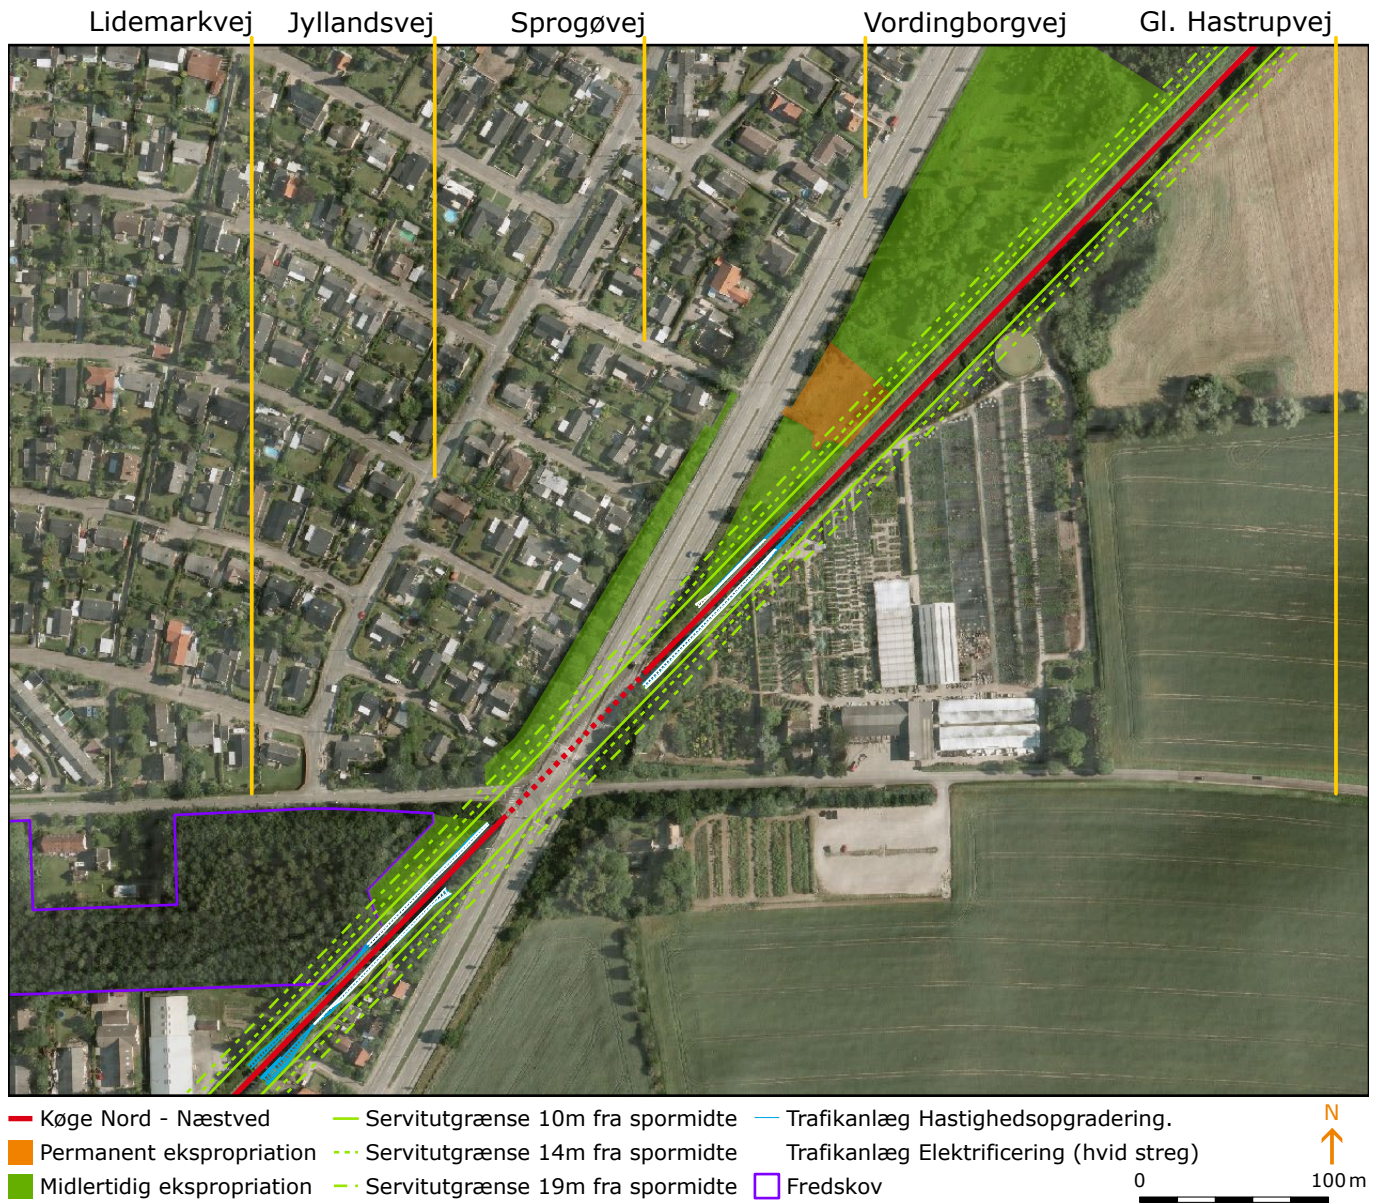 Lidemarkvej Jyllandsvej Sprogøvej Vordingborgvej Gl. Hastrupvej
Køge Nord - Næstved
Permanent ekspropriation
Midlertidig ekspropriation
Servitutgrænse 10m fra spormidte
Servitutgrænse 14m fra spormidte
Servitutgrænse 19m fra spormidte
Trafikanlæg Hastighedsopgradering.
Trafikanlæg Elektrificering (hvid streg)
Fredskov
N
0 100 m